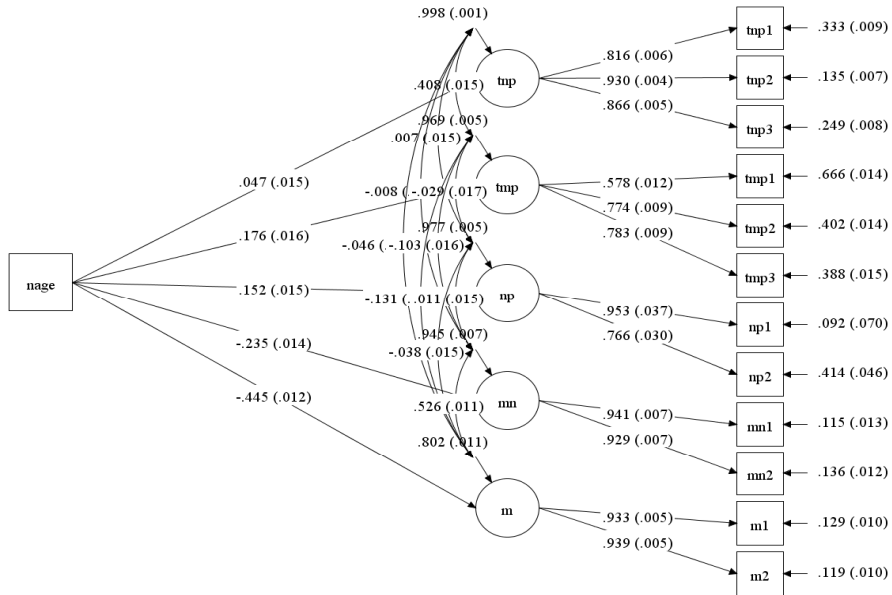 .998 (.001)
tnp1
.333 (.009)
.816 (.006)
tnp
.930 (.004)
tnp2
.135 (.007)
.408 (.015)
.866 (.005)
.969 (.005)
tnp3
.249 (.008)
.007 (.015)
tmp1
.666 (.014)
.047 (.015)
.578 (.012)
-.008 (
-.029 (.017)
tmp
.774 (.009)
.977 (.005)
tmp2
.402 (.014)
.176 (.016)
-.046 (
-.103 (.016)
.783 (.009)
tmp3
.388 (.015)
nage
.152 (.015)
-.131 (
.011 (.015)
np
.953 (.037)
np1
.092 (.070)
.945 (.007)
.766 (.030)
-.235 (.014)
-.038 (.015)
np2
.414 (.046)
-.445 (.012)
.526 (.011)
mn
.941 (.007)
mn1
.115 (.013)
.802 (.011)
.929 (.007)
mn2
.136 (.012)
m
.933 (.005)
m1
.129 (.010)
.939 (.005)
m2
.119 (.010)